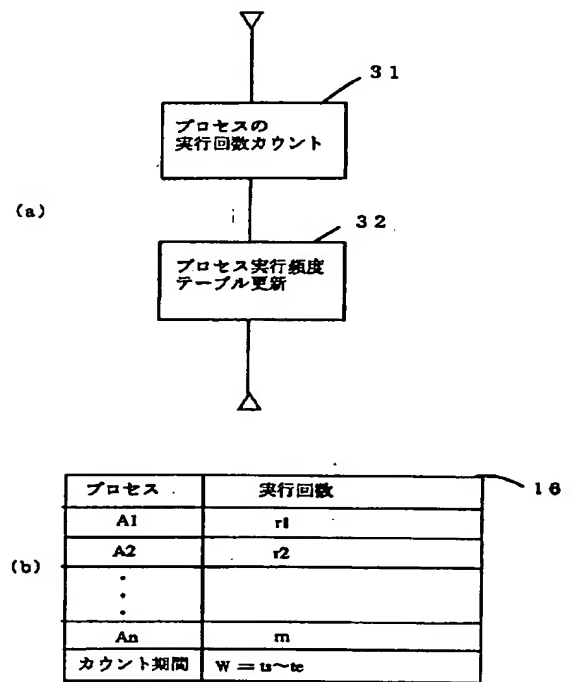 31
プロセスの
実行回数カウント
(a)
32
プロセス実行頻度
テーブル更新
16
プロセス 実行回数
A1 r1
A2 r2
(b)
An rn
カウント期間 W = ts~te